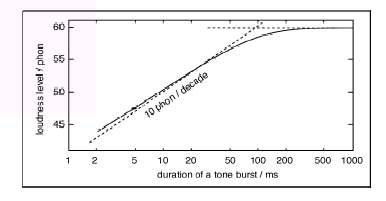 60
55
50
45
loudness level / phon
10 phon / decade
1 2 5 10 20 50 100 200 500 1000
duration of a tone burst / ms